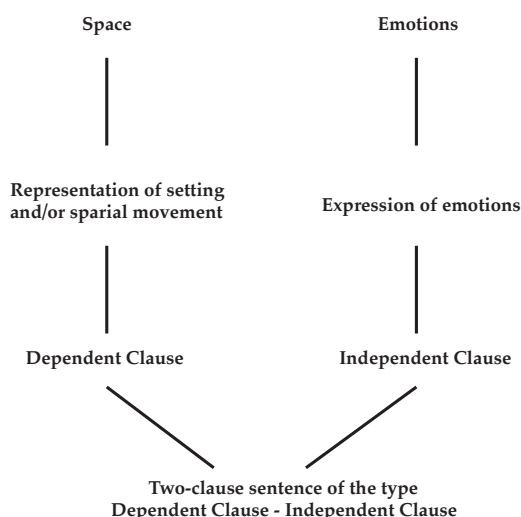 Space
Emotions
Representation of setting
and/or sparial movement
Expression of emotions
Dependent Clause
Independent Clause
Two-clause sentence of the type
Dependent Clause - Independent Clause